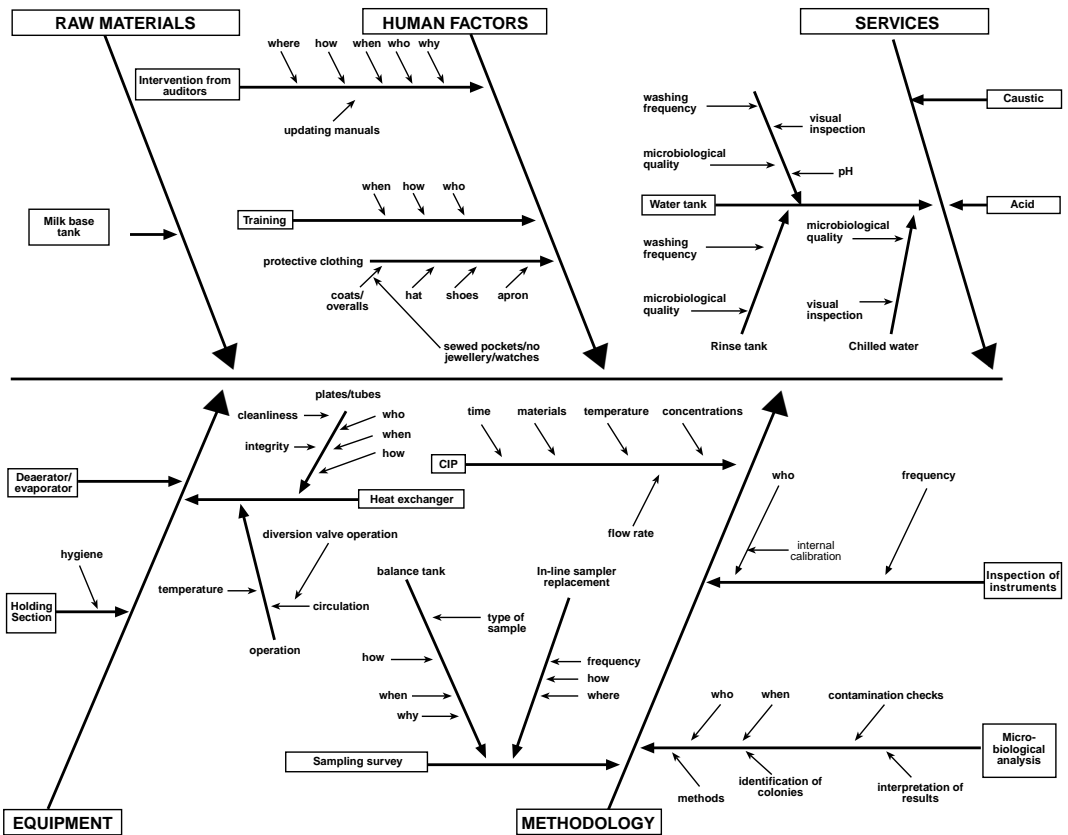 RAW MATERIALS
HUMAN FACTORS
SERVICES
where
how
when
who
why
Intervention from
auditors
updating manuals
washing
frequency
visual
inspection
Caustic
microbiological
quality
pH
Milk base
tank
when
how
who
Training
Water tank
Acid
washing
frequency
microbiological
quality
protective clothing
coats/
overalls
hat
shoes
apron
microbiological
quality
visual
inspection
sewed pockets/no
jewellery/watches
Rinse tank
Chilled water
plates/tubes
cleanliness
who
integrity
when
how
time
materials
temperature
concentrations
CIP
flow rate
Deaerator/
evaporator
Heat exchanger
who
frequency
diversion valve operation
internal
calibration
hygiene
balance tank
In-line sampler
replacement
Inspection of
instruments
temperature
circulation
Holding
Section
type of
sample
operation
how
frequency
how
when
where
why
who
when
contamination checks
Sampling survey
Micro-
biological
analysis
methods
identification of
colonies
interpretation of
results
EQUIPMENT
METHODOLOGY